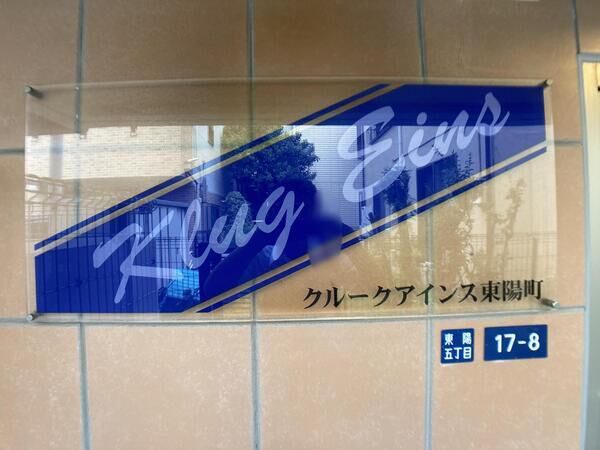 Klug Eins
クルークアインス東陽町
東陽
五丁目
17-8